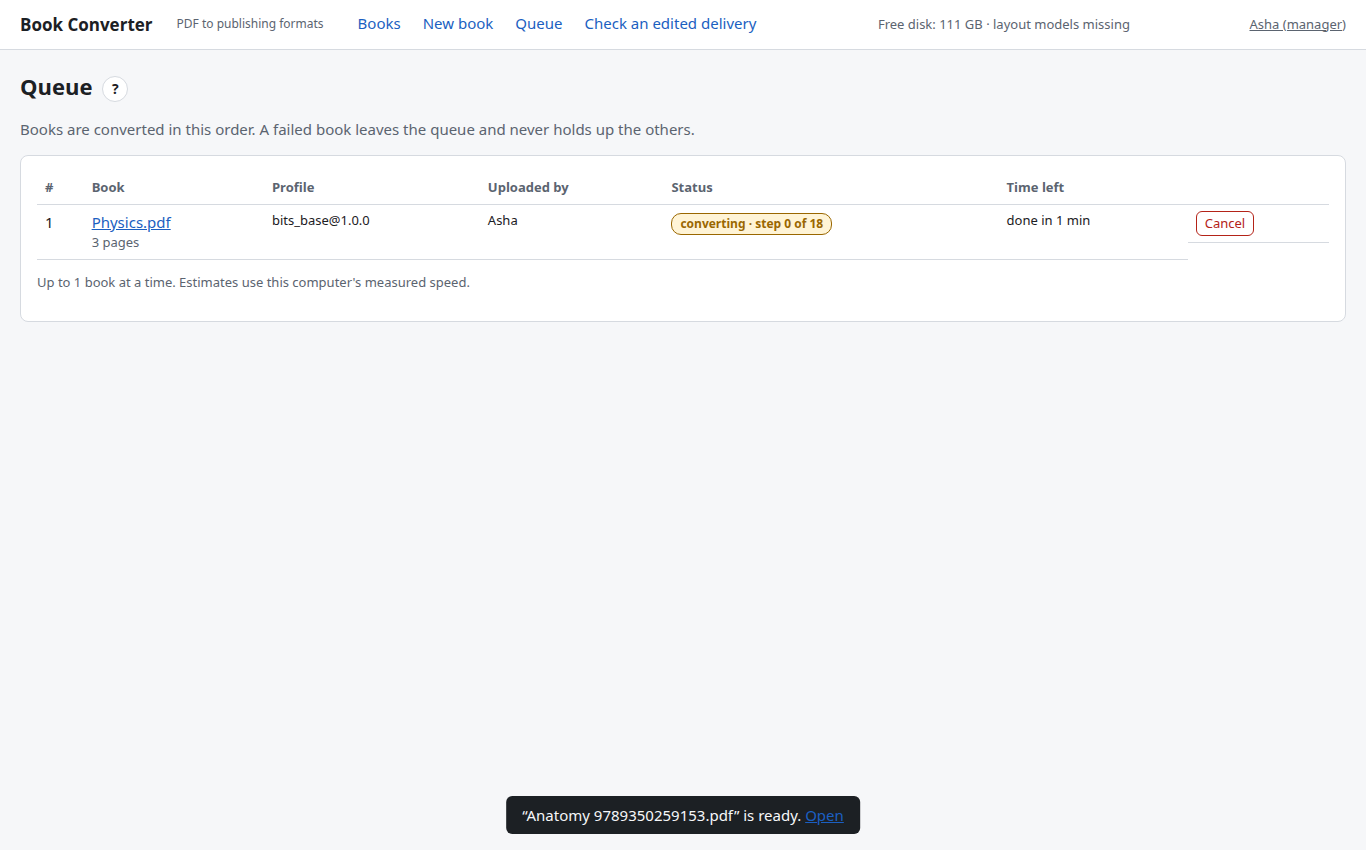 Book Converter PDF to publishing formats Books New book Queue Check an edited delivery Free disk: 111 GB · layout models missing Asha (manager)
Queue ?
Books are converted in this order. A failed book leaves the queue and never holds up the others.
# Book Profile Uploaded by Status Time left
1 Physics.pdf bits_base@1.0.0 Asha converting · step 0 of 18 done in 1 min Cancel
3 pages
Up to 1 book at a time. Estimates use this computer's measured speed.
“Anatomy 9789350259153.pdf” is ready. Open